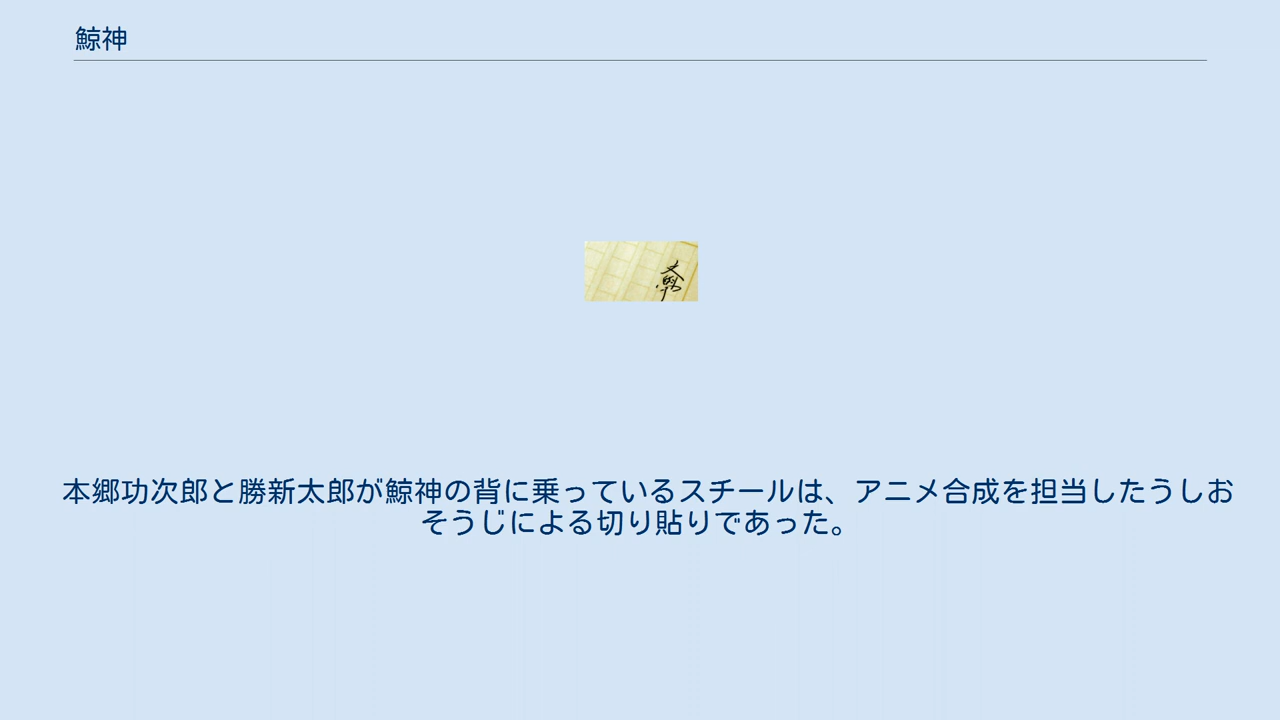 鯨神
本郷功次郎と勝新太郎が鯨神の背に乗っているスチールは、アニメ合成を担当したうしお
そうじによる切り貼りであった。